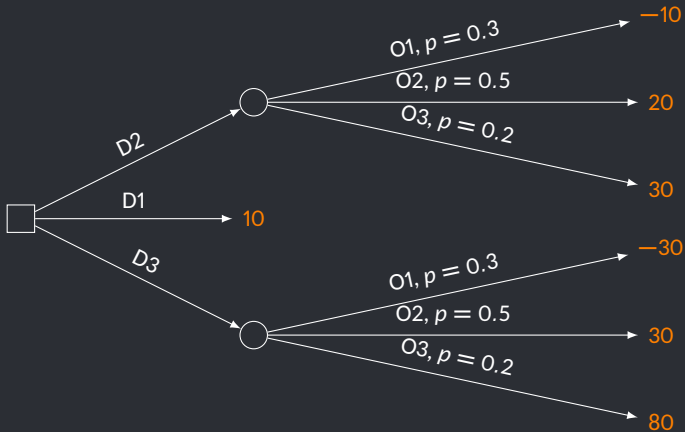 −10
O1, p = 0.3
O2, p = 0.5
20
O3, p = 0.2
D2
30
D1
10
−30
D3
O1, p = 0.3
O2, p = 0.5
30
O3, p = 0.2
80